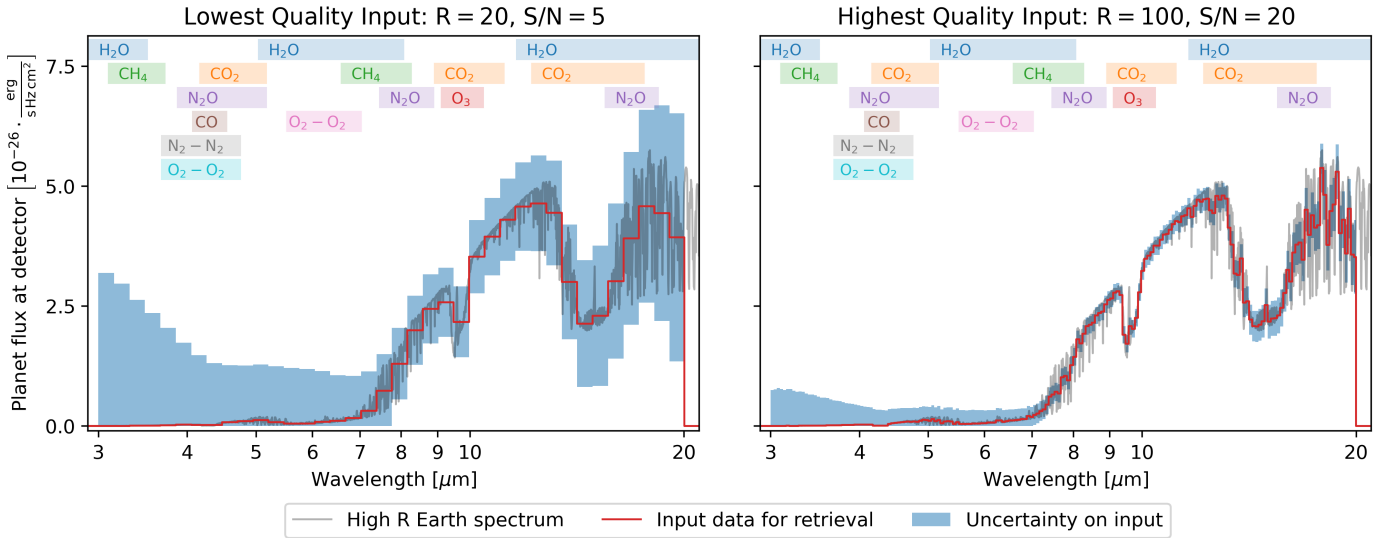 Lowest Quality Input: R = 20, S/N = 5
Highest Quality Input: R = 100, S/N = 20
Planet flux at detector [10⁻²⁶ · erg / s Hz cm²]
7.5
5.0
2.5
0.0
H₂O H₂O H₂O
CH₄ CO₂ CH₄ CO₂ CO₂
N₂O N₂O O₃ N₂O
CO O₂ − O₂
N₂ − N₂
O₂ − O₂
3 4 5 6 7 8 9 10 20
Wavelength [μm]
H₂O H₂O H₂O
CH₄ CO₂ CH₄ CO₂ CO₂
N₂O N₂O O₃ N₂O
CO O₂ − O₂
N₂ − N₂
O₂ − O₂
3 4 5 6 7 8 9 10 20
Wavelength [μm]
High R Earth spectrum Input data for retrieval Uncertainty on input